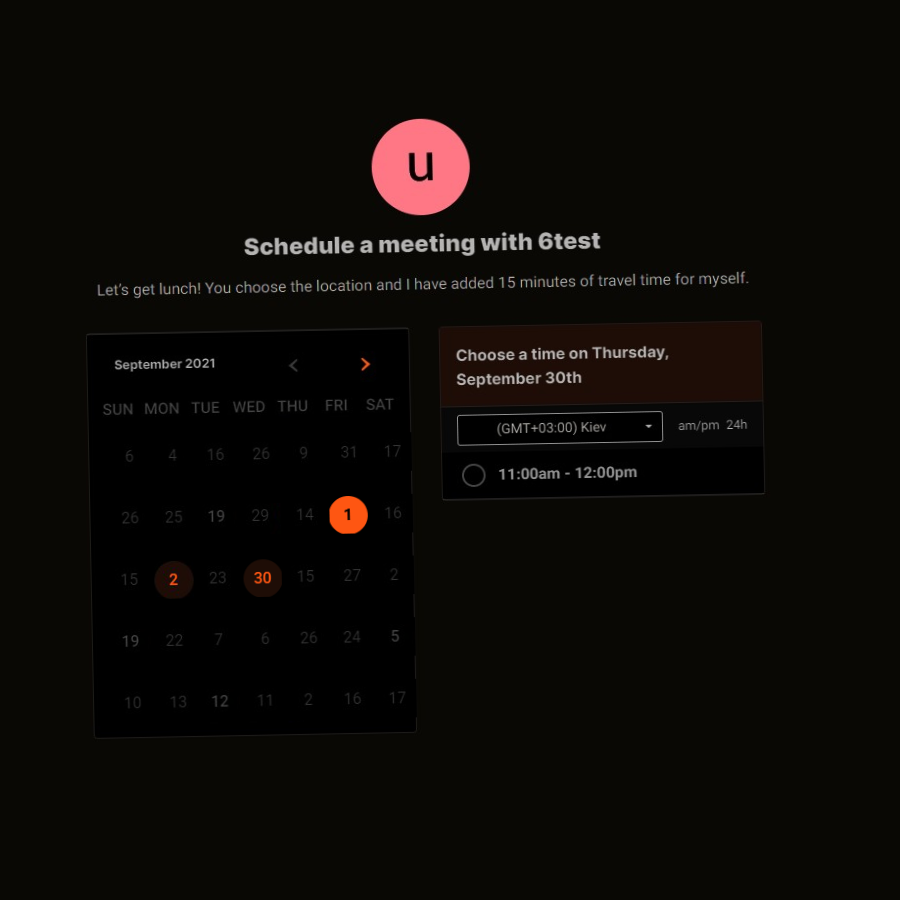 u
Schedule a meeting with 6test
Let's get lunch! You choose the location and I have added 15 minutes of travel time for myself.
September 2021
SUN MON TUE WED THU FRI SAT
6 4 16 26 9 31 17
26 25 19 29 14 1 16
15 2 23 30 15 27 2
19 22 7 6 26 24 5
10 13 12 11 2 16 17
Choose a time on Thursday,
September 30th
(GMT+03:00) Kiev
am/pm 24h
11:00am - 12:00pm